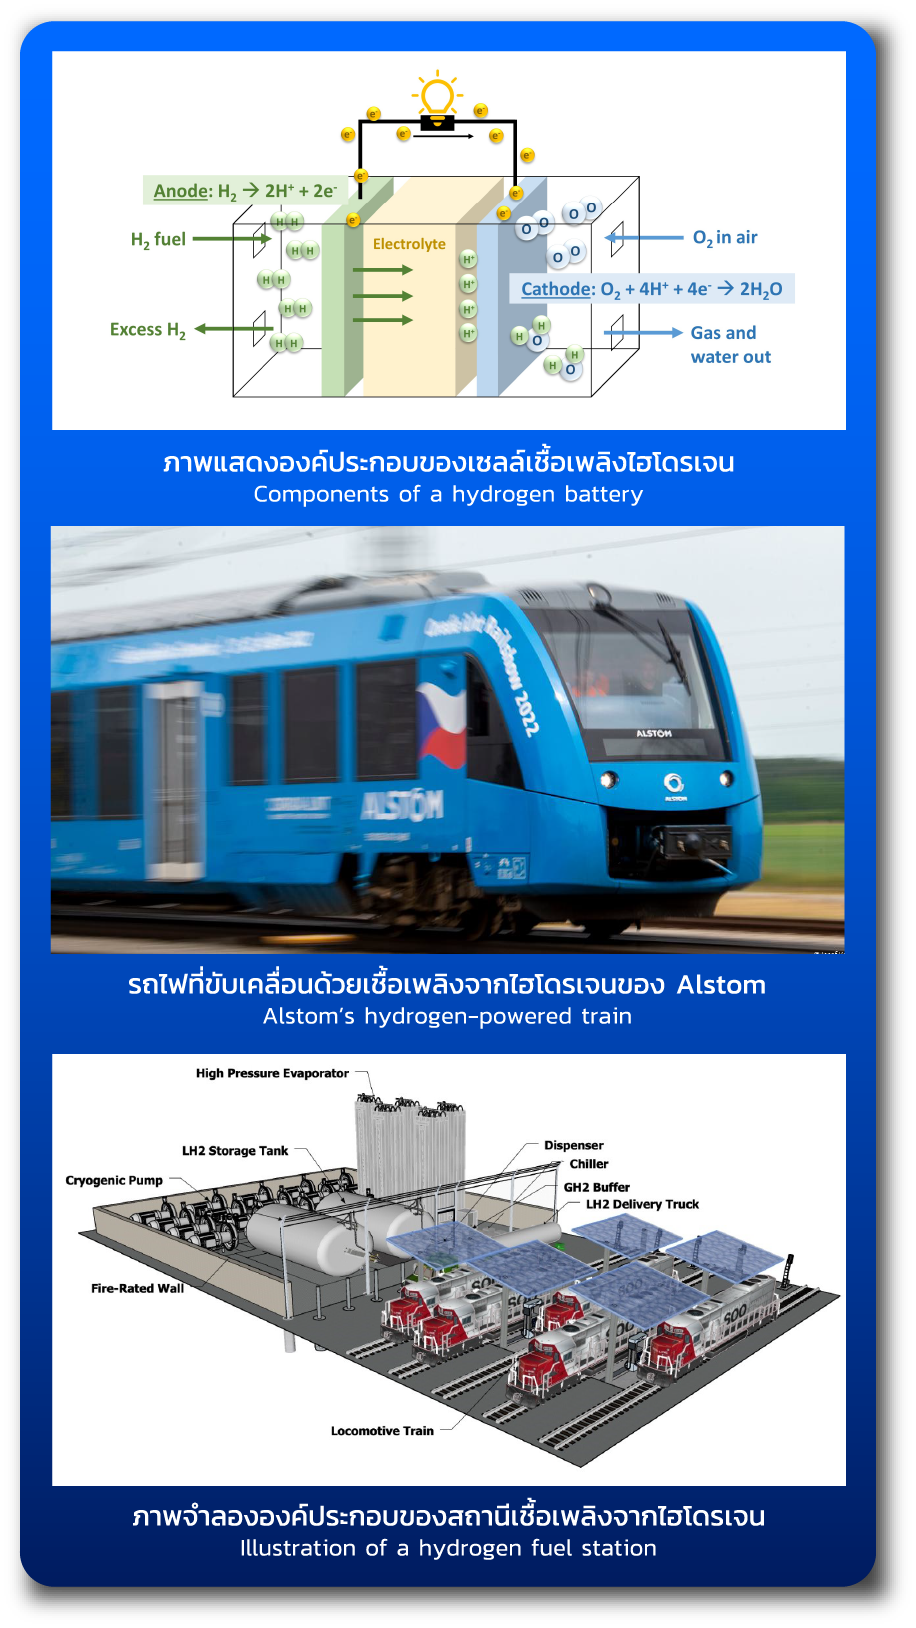 e⁻ e⁻ e⁻ e⁻ e⁻ e⁻ e⁻ e⁻ e⁻ e⁻
Anode: H₂ → 2H⁺ + 2e⁻
H₂ fuel
Excess H₂
H H
H H
H H
H H
H H
Electrolyte
H⁺
H⁺
H⁺
H⁺
O O
O O
O O
O₂ in air
Cathode: O₂ + 4H⁺ + 4e⁻ → 2H₂O
H H O
H H O
Gas and
water out
ภาพแสดงองค์ประกอบของเซลล์เชื้อเพลิงไฮโดรเจน
Components of a hydrogen battery
Railshow 2022
ALSTOM
ALSTOM
ALSTOM
รถไฟที่ขับเคลื่อนด้วยเชื้อเพลิงจากไฮโดรเจนของ Alstom
Alstom's hydrogen-powered train
High Pressure Evaporator
LH2 Storage Tank
Dispenser
Chiller
Cryogenic Pump
GH2 Buffer
LH2 Delivery Truck
Fire-Rated Wall
SOO
SOO
SOO
Locomotive Train
ภาพจำลององค์ประกอบของสถานีเชื้อเพลิงจากไฮโดรเจน
Illustration of a hydrogen fuel station